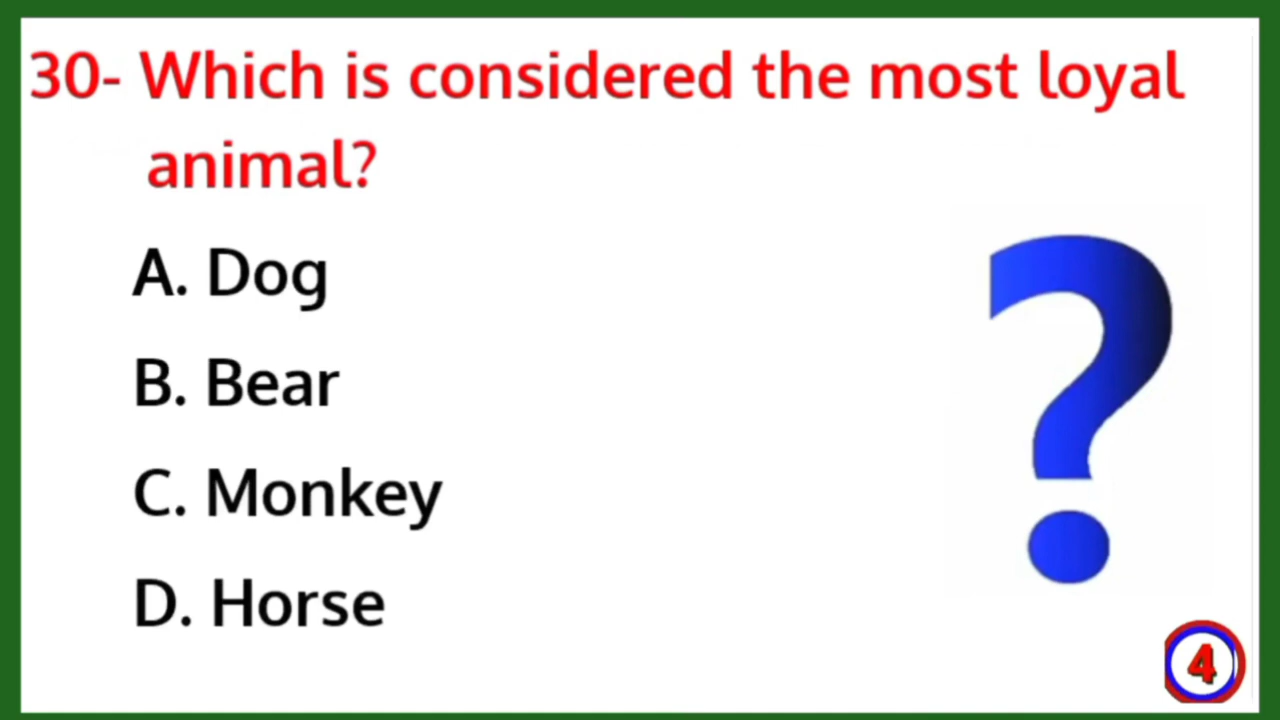 30- Which is considered the most loyal
animal?
A. Dog
B. Bear
C. Monkey
D. Horse
?
4